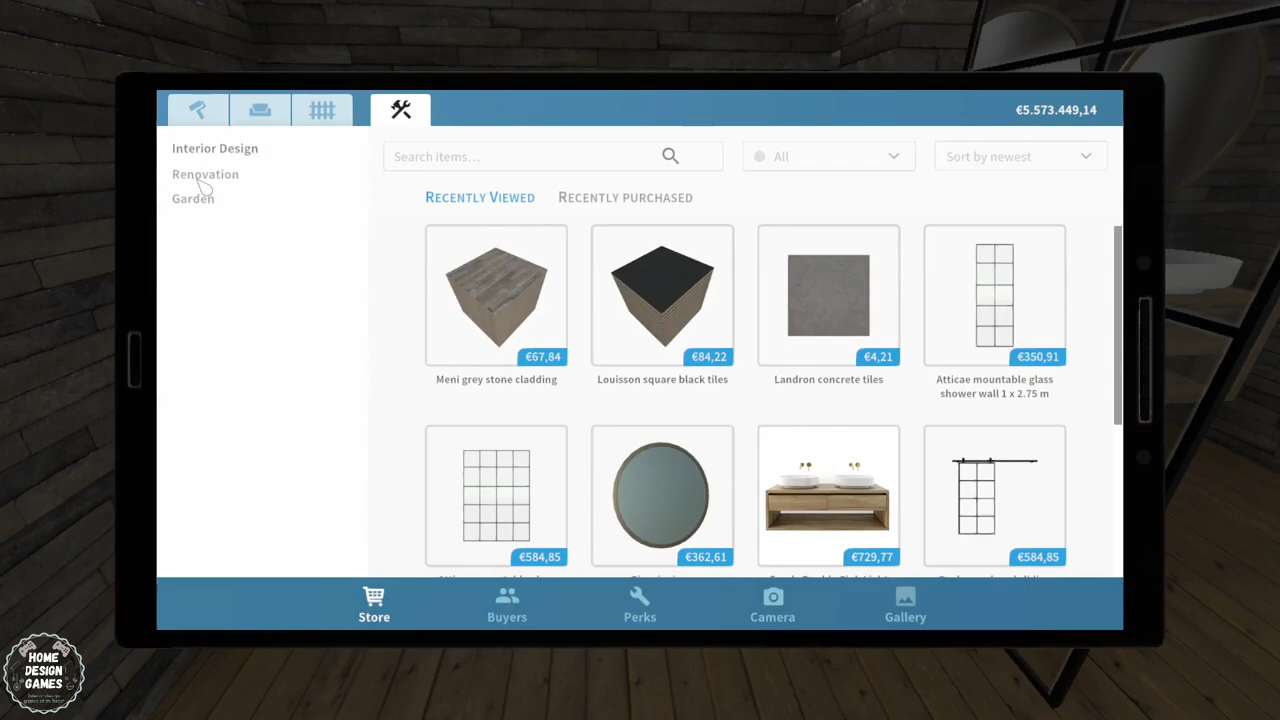 €5.573.449,14
Interior Design
Renovation
Garden
Search items...
All
Sort by newest
RECENTLY VIEWED
RECENTLY PURCHASED
€67,84
€84,22
€4,21
€350,91
Meni grey stone cladding
Louisson square black tiles
Landron concrete tiles
Atticae mountable glass
shower wall 1 x 2.75 m
€584,85
€362,61
€729,77
€584,85
Store
Buyers
Perks
Camera
Gallery
HOME
DESIGN
GAMES